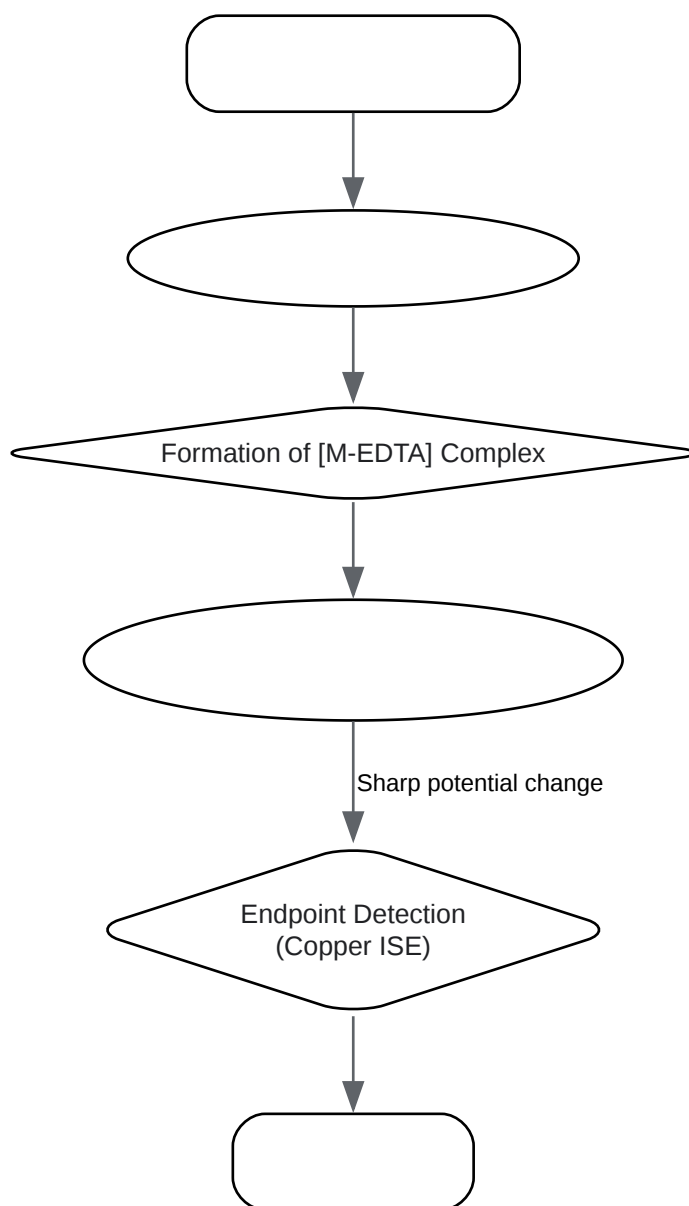 Formation of [M-EDTA] Complex
Sharp potential change
Endpoint Detection
(Copper ISE)